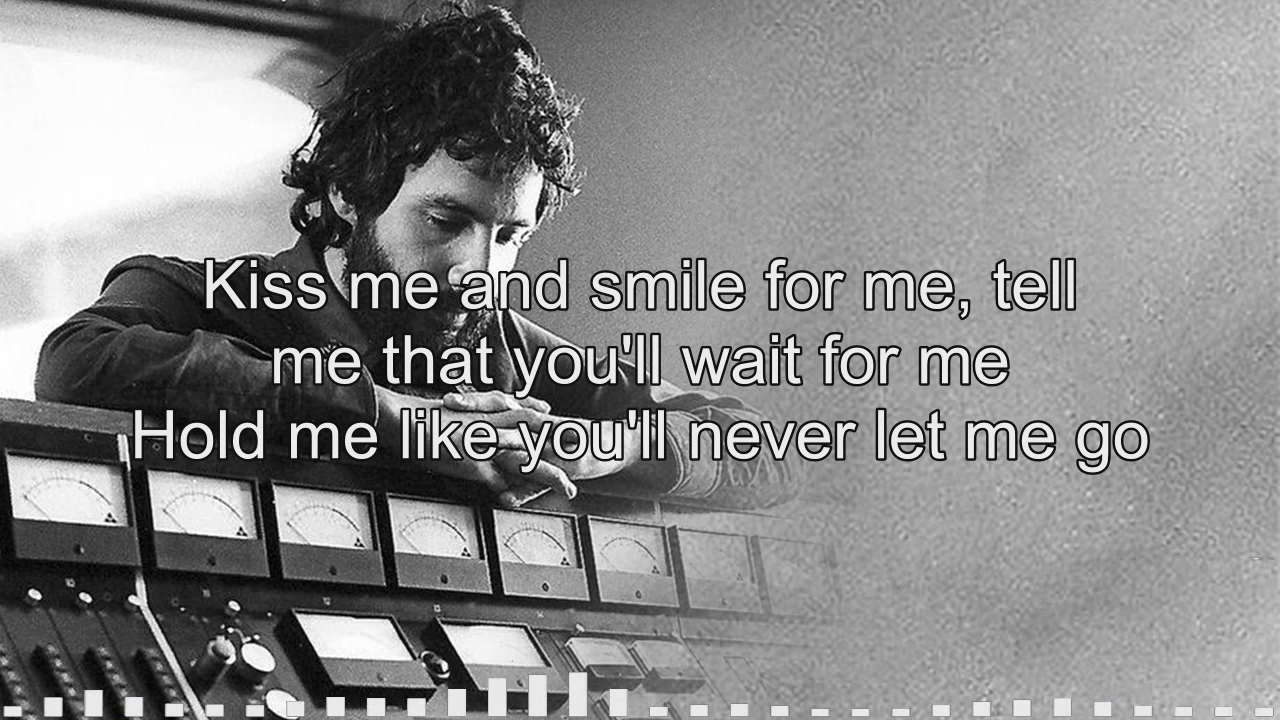 Kiss me and smile for me, tell
me that you'll wait for me
Hold me like you'll never let me go